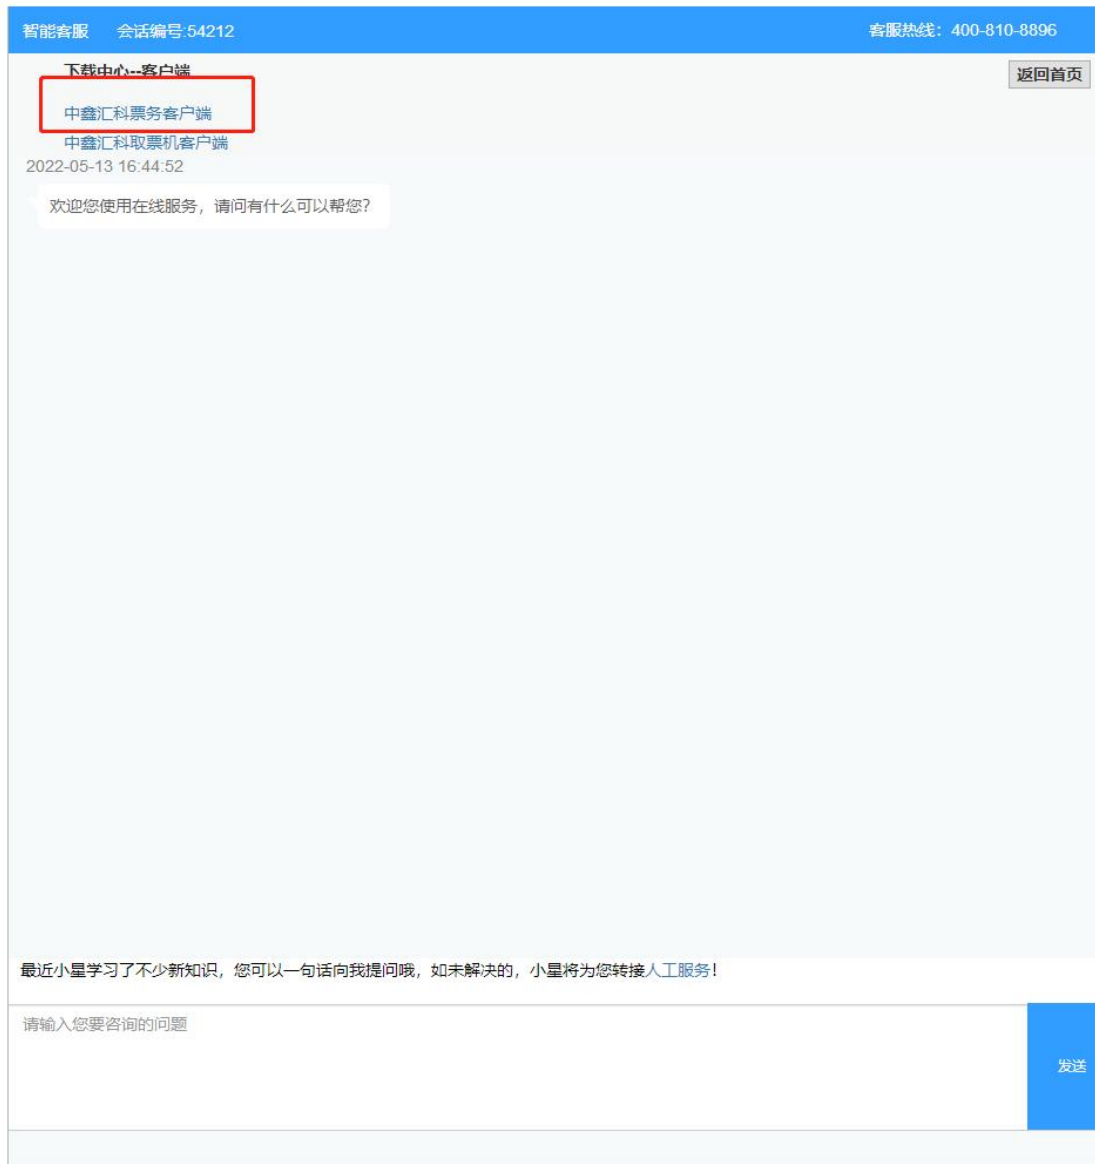 智能客服 会话编号:54212 客服热线：400-810-8896
下载中心--客户端 返回首页
中鑫汇科票务客户端
中鑫汇科取票机客户端
2022-05-13 16:44:52
欢迎您使用在线服务，请问有什么可以帮您?
最近小星学习了不少新知识，您可以一句话向我提问哦，如未解决的，小星将为您转接人工服务!
请输入您要咨询的问题
发送